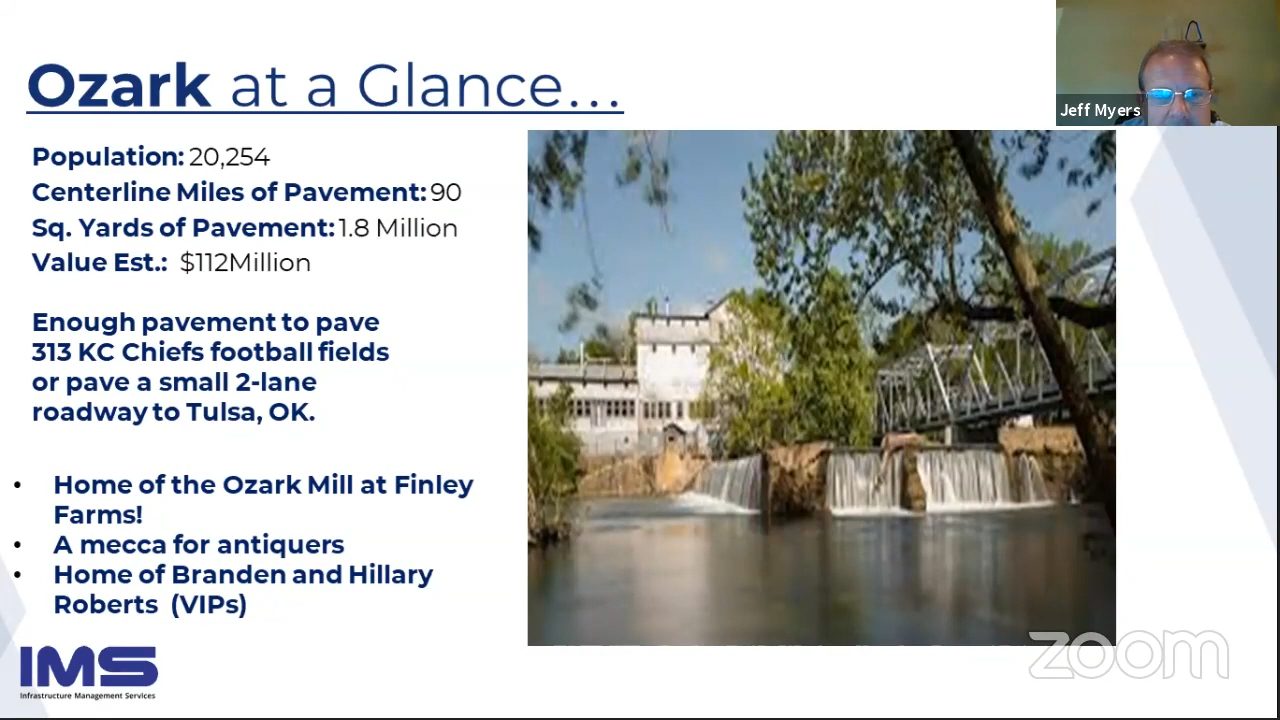 Ozark at a Glance...
Jeff Myers
Population: 20,254
Centerline Miles of Pavement: 90
Sq. Yards of Pavement: 1.8 Million
Value Est.: $112Million
Enough pavement to pave
313 KC Chiefs football fields
or pave a small 2-lane
roadway to Tulsa, OK.
• Home of the Ozark Mill at Finley
Farms!
• A mecca for antiquers
• Home of Branden and Hillary
Roberts (VIPs)
IMS
Infrastructure Management Services
zoom